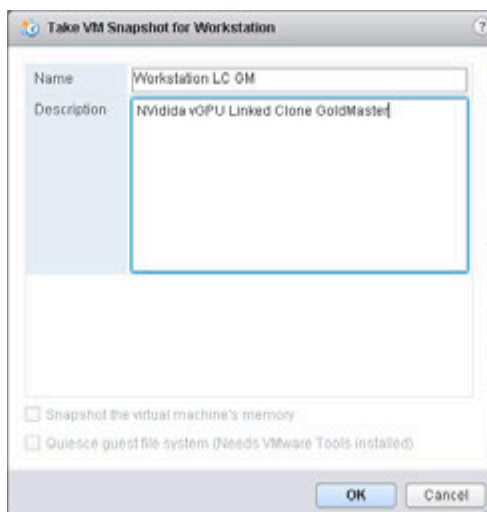 Take VM Snapshot for Workstation
?
Name
Workstation LC GM
Description
NVidida vGPU Linked Clone GoldMaster
Snapshot the virtual machine's memory
Quiesce guest file system (Needs VMware Tools installed)
OK
Cancel